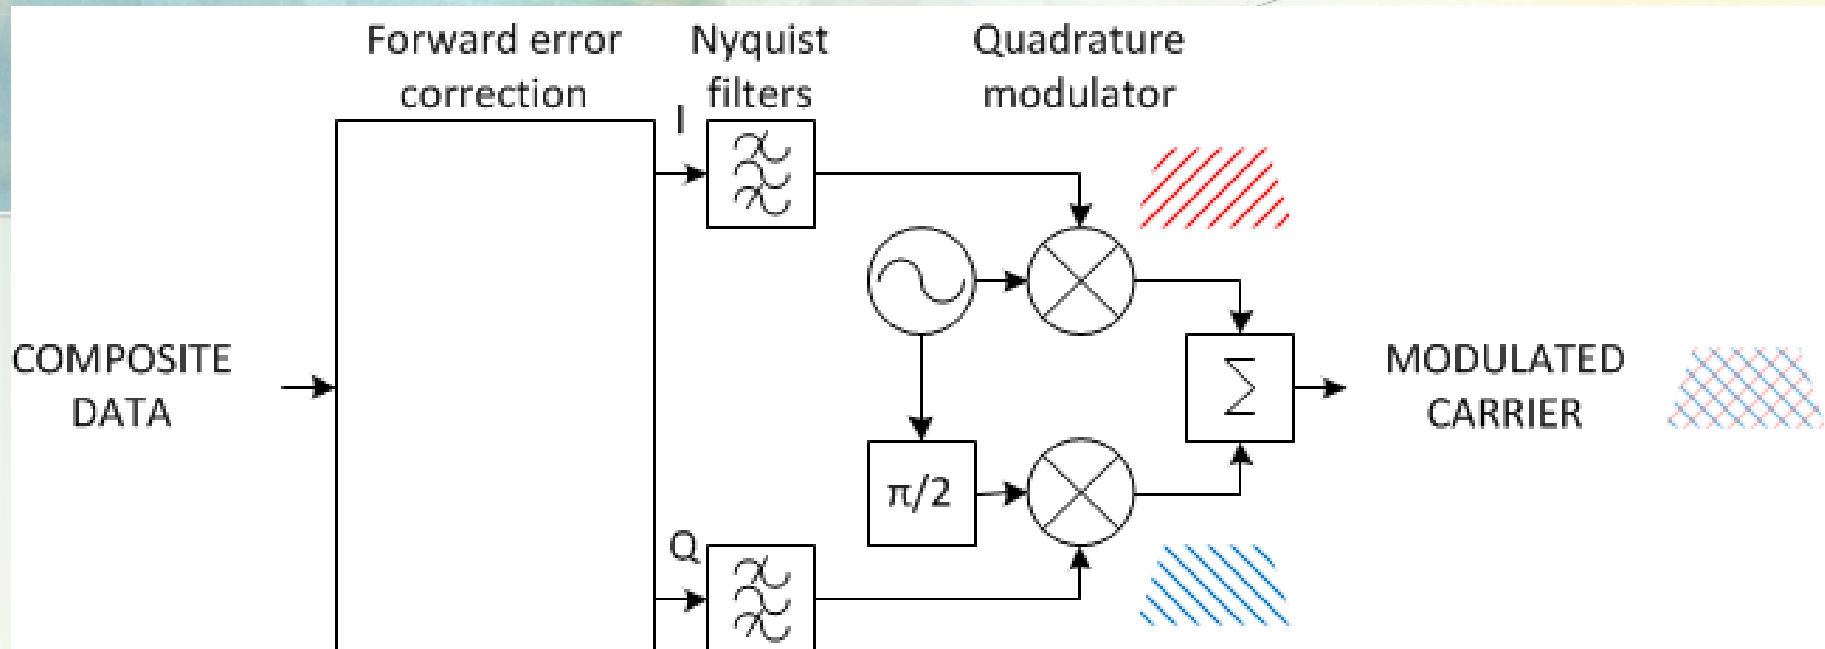 Forward error
correction
Nyquist
filters
Quadrature
modulator
I
COMPOSITE
DATA
Σ
MODULATED
CARRIER
π/2
Q